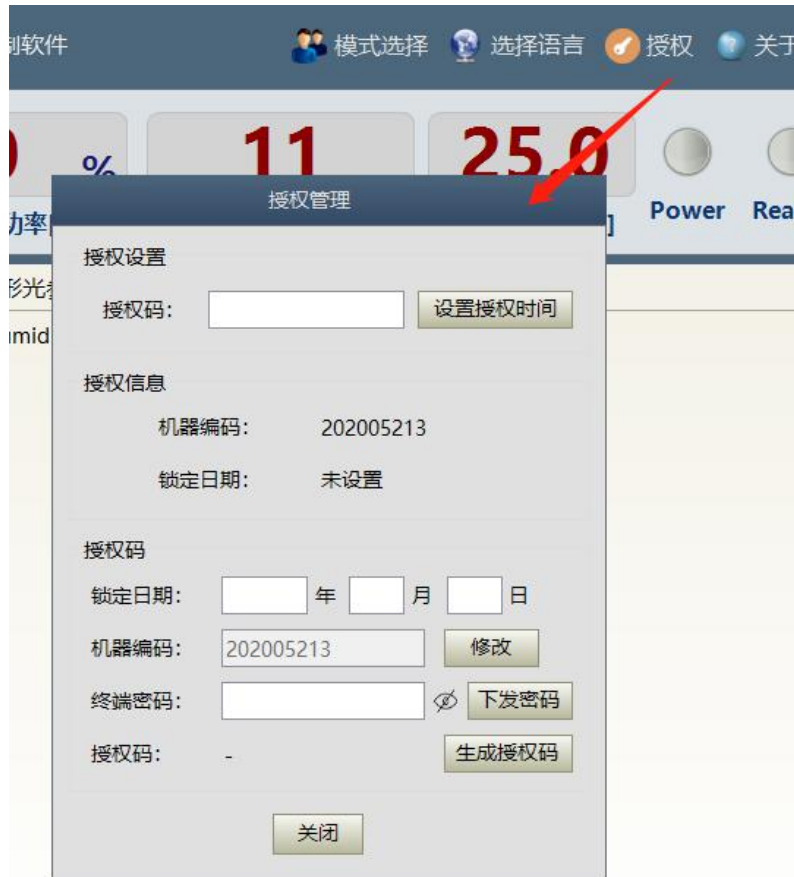 制软件 模式选择 选择语言 授权 关于
% 11 25.0
功率 ] Power Rea
授权管理
授权设置
授权码： 设置授权时间
mid
授权信息
机器编码： 202005213
锁定日期： 未设置
授权码
锁定日期： 年 月 日
机器编码： 202005213 修改
终端密码： 下发密码
授权码： - 生成授权码
关闭